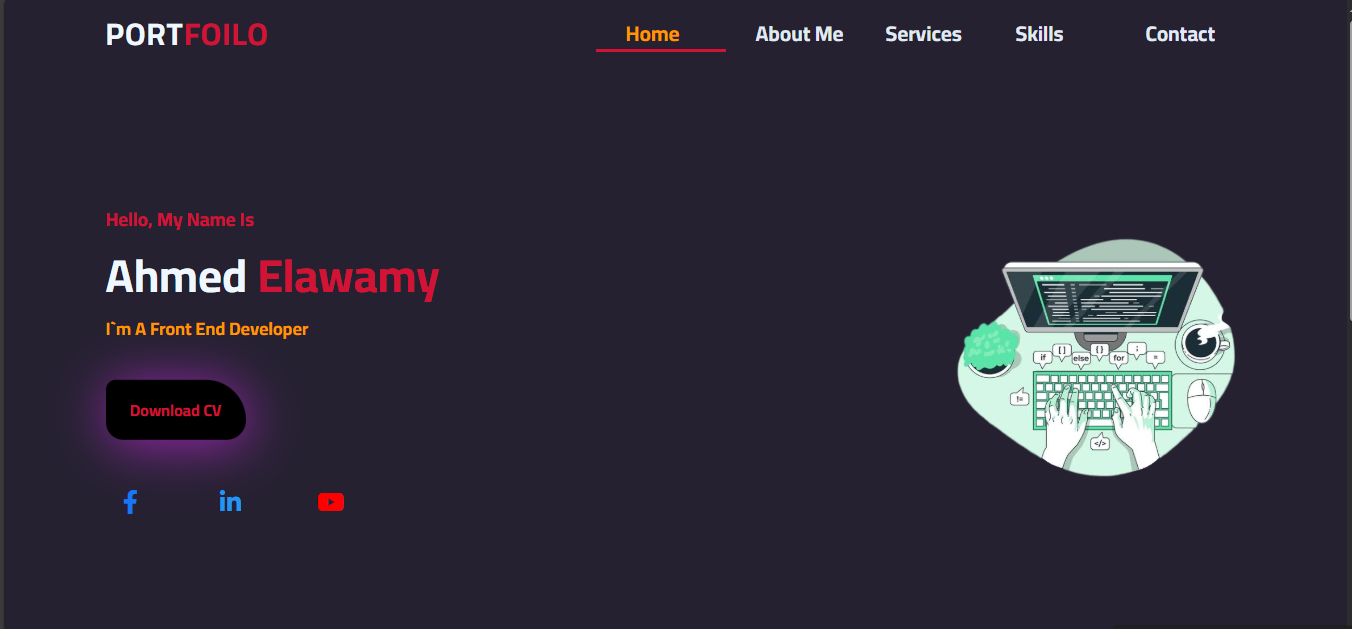 PORTFOILO
Home About Me Services Skills Contact
Hello, My Name Is
Ahmed Elawamy
I`m A Front End Developer
Download CV
if [ ] else { } for ; =
!=
</>